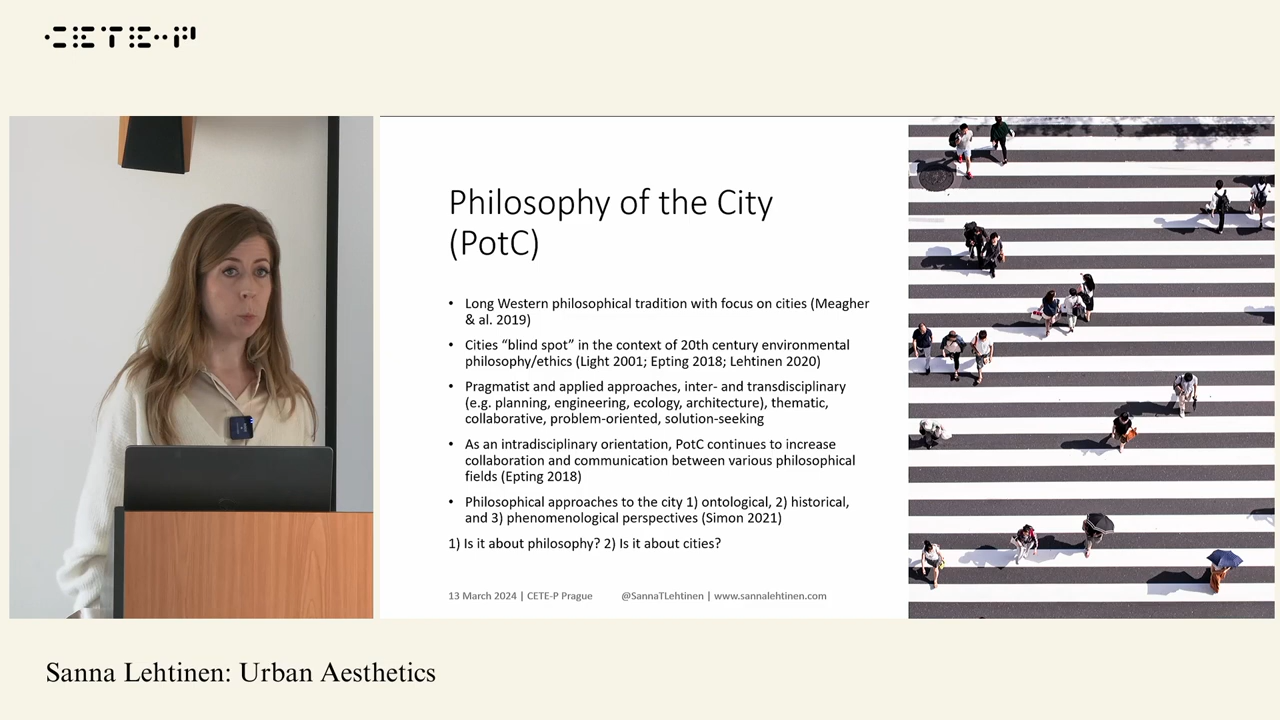 CETE-P
Philosophy of the City
(PotC)
• Long Western philosophical tradition with focus on cities (Meagher
& al. 2019)
• Cities “blind spot” in the context of 20th century environmental
philosophy/ethics (Light 2001; Epting 2018; Lehtinen 2020)
• Pragmatist and applied approaches, inter- and transdisciplinary
(e.g. planning, engineering, ecology, architecture), thematic,
collaborative, problem-oriented, solution-seeking
• As an intradisciplinary orientation, PotC continues to increase
collaboration and communication between various philosophical
fields (Epting 2018)
• Philosophical approaches to the city 1) ontological, 2) historical,
and 3) phenomenological perspectives (Simon 2021)
1) Is it about philosophy? 2) Is it about cities?
13 March 2024 | CETE-P Prague @SannaTLehtinen | www.sannalehtinen.com
Sanna Lehtinen: Urban Aesthetics